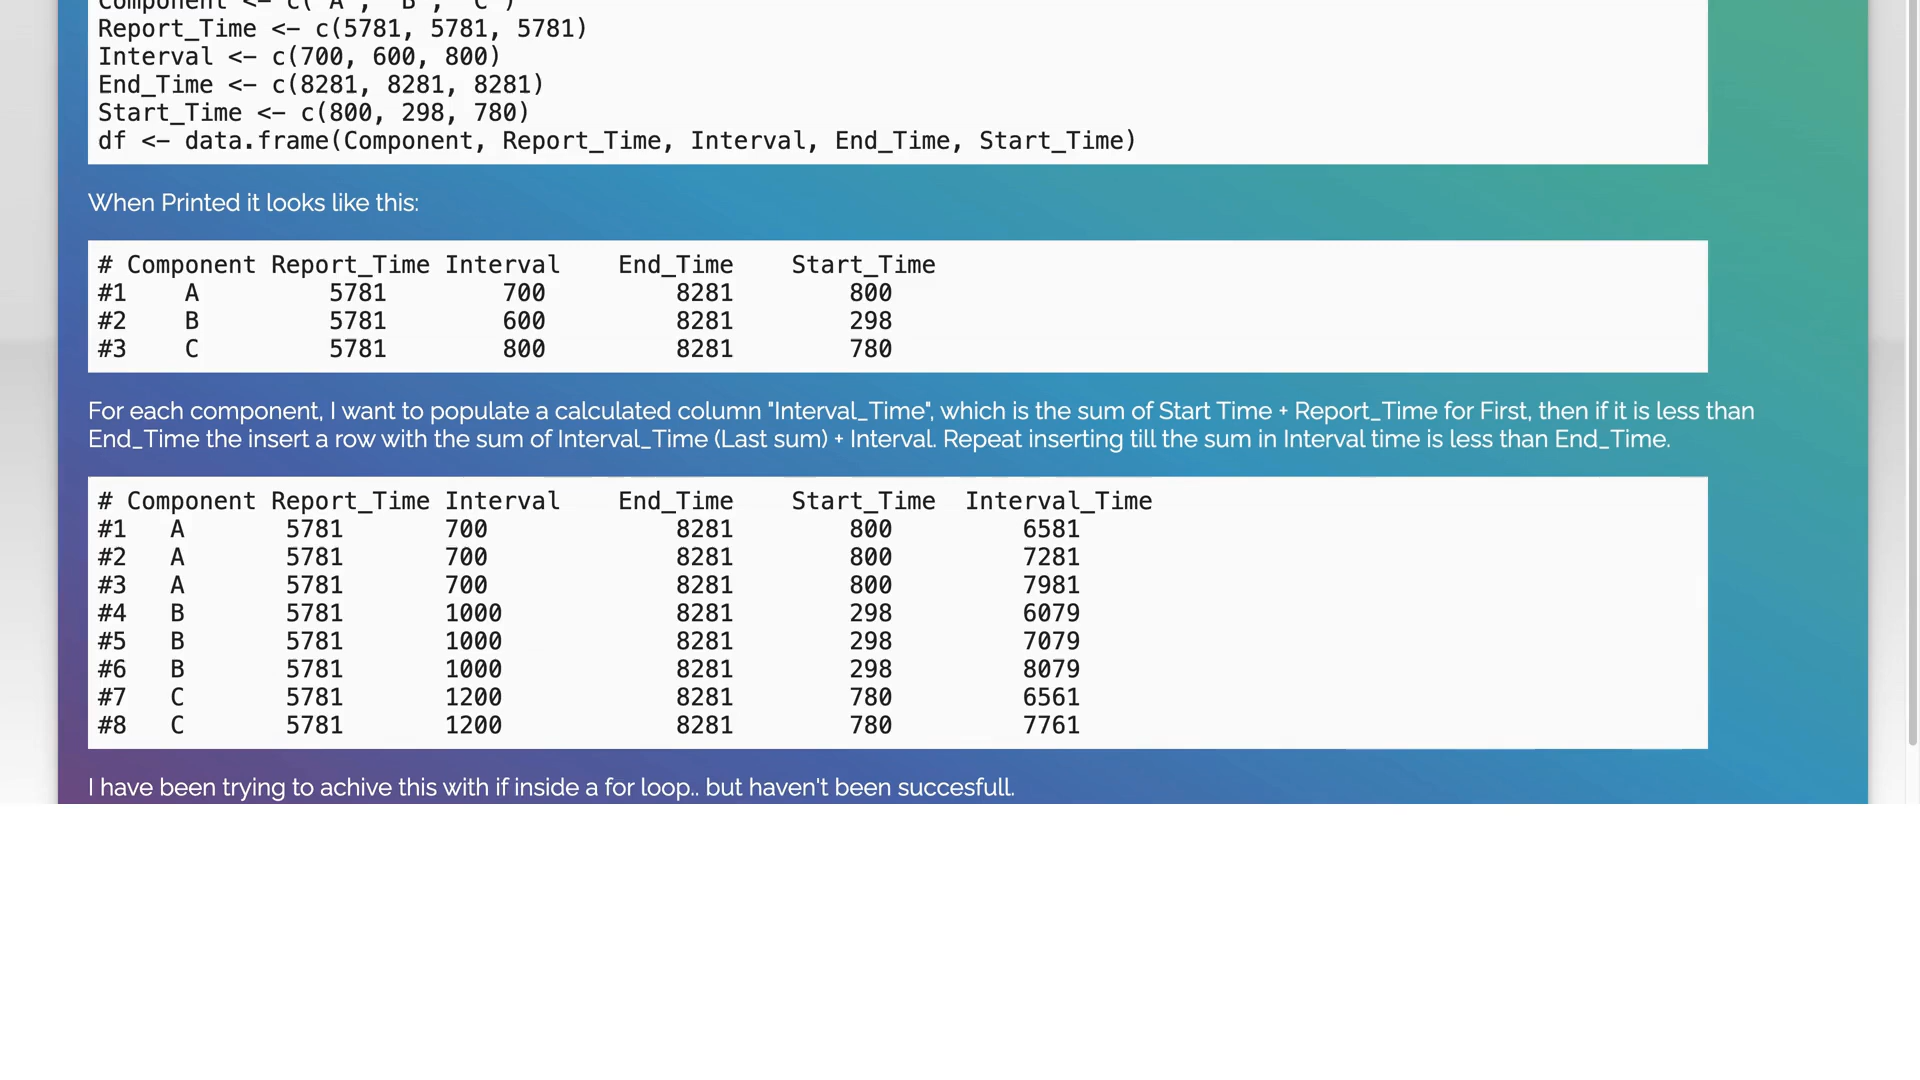 Component <- c("A", "B", "C")
Report_Time <- c(5781, 5781, 5781)
Interval <- c(700, 600, 800)
End_Time <- c(8281, 8281, 8281)
Start_Time <- c(800, 298, 780)
df <- data.frame(Component, Report_Time, Interval, End_Time, Start_Time)
When Printed it looks like this:
# Component Report_Time Interval    End_Time    Start_Time
#1    A         5781        700         8281        800
#2    B         5781        600         8281        298
#3    C         5781        800         8281        780
For each component, I want to populate a calculated column "Interval_Time", which is the sum of Start Time + Report_Time for First, then if it is less than
End_Time the insert a row with the sum of Interval_Time (Last sum) + Interval. Repeat inserting till the sum in Interval time is less than End_Time.
# Component Report_Time Interval    End_Time    Start_Time  Interval_Time
#1   A       5781       700             8281        800         6581
#2   A       5781       700             8281        800         7281
#3   A       5781       700             8281        800         7981
#4   B       5781       1000            8281        298         6079
#5   B       5781       1000            8281        298         7079
#6   B       5781       1000            8281        298         8079
#7   C       5781       1200            8281        780         6561
#8   C       5781       1200            8281        780         7761
I have been trying to achive this with if inside a for loop.. but haven't been succesfull.